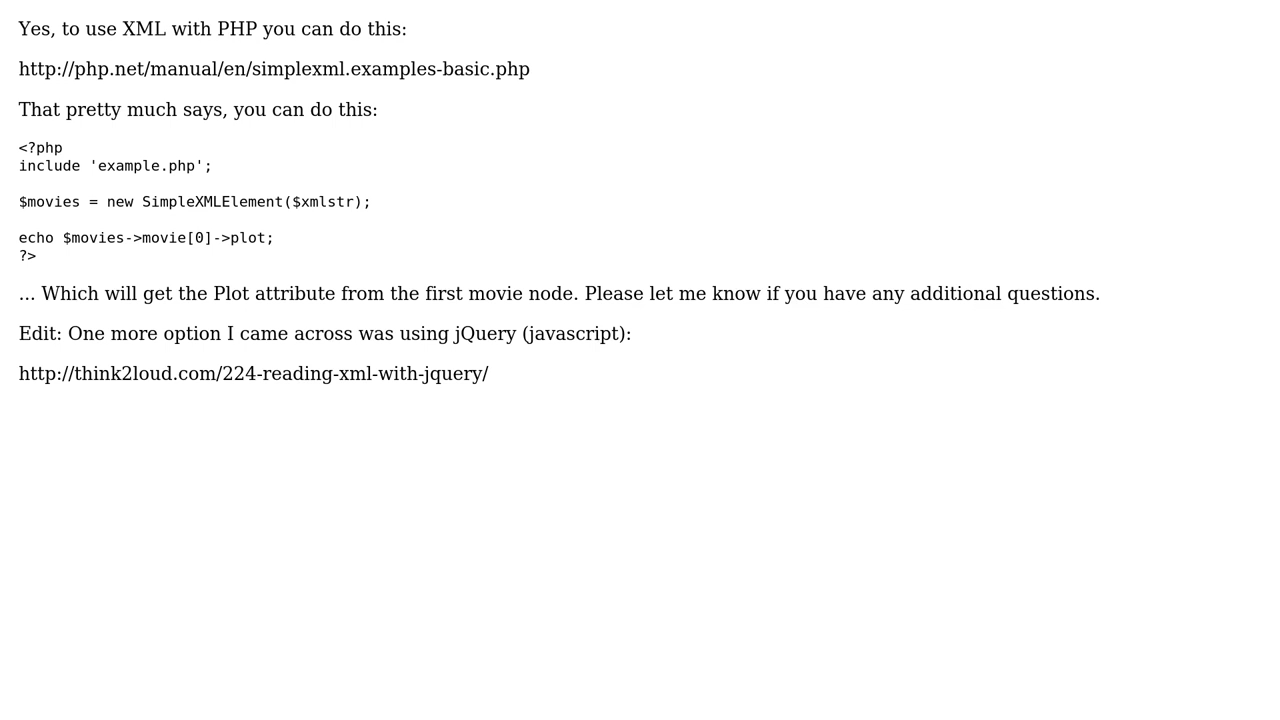 Yes, to use XML with PHP you can do this:
http://php.net/manual/en/simplexml.examples-basic.php
That pretty much says, you can do this:
<?php
include 'example.php';
$movies = new SimpleXMLElement($xmlstr);
echo $movies->movie[0]->plot;
?>
... Which will get the Plot attribute from the first movie node. Please let me know if you have any additional questions.
Edit: One more option I came across was using jQuery (javascript):
http://think2loud.com/224-reading-xml-with-jquery/